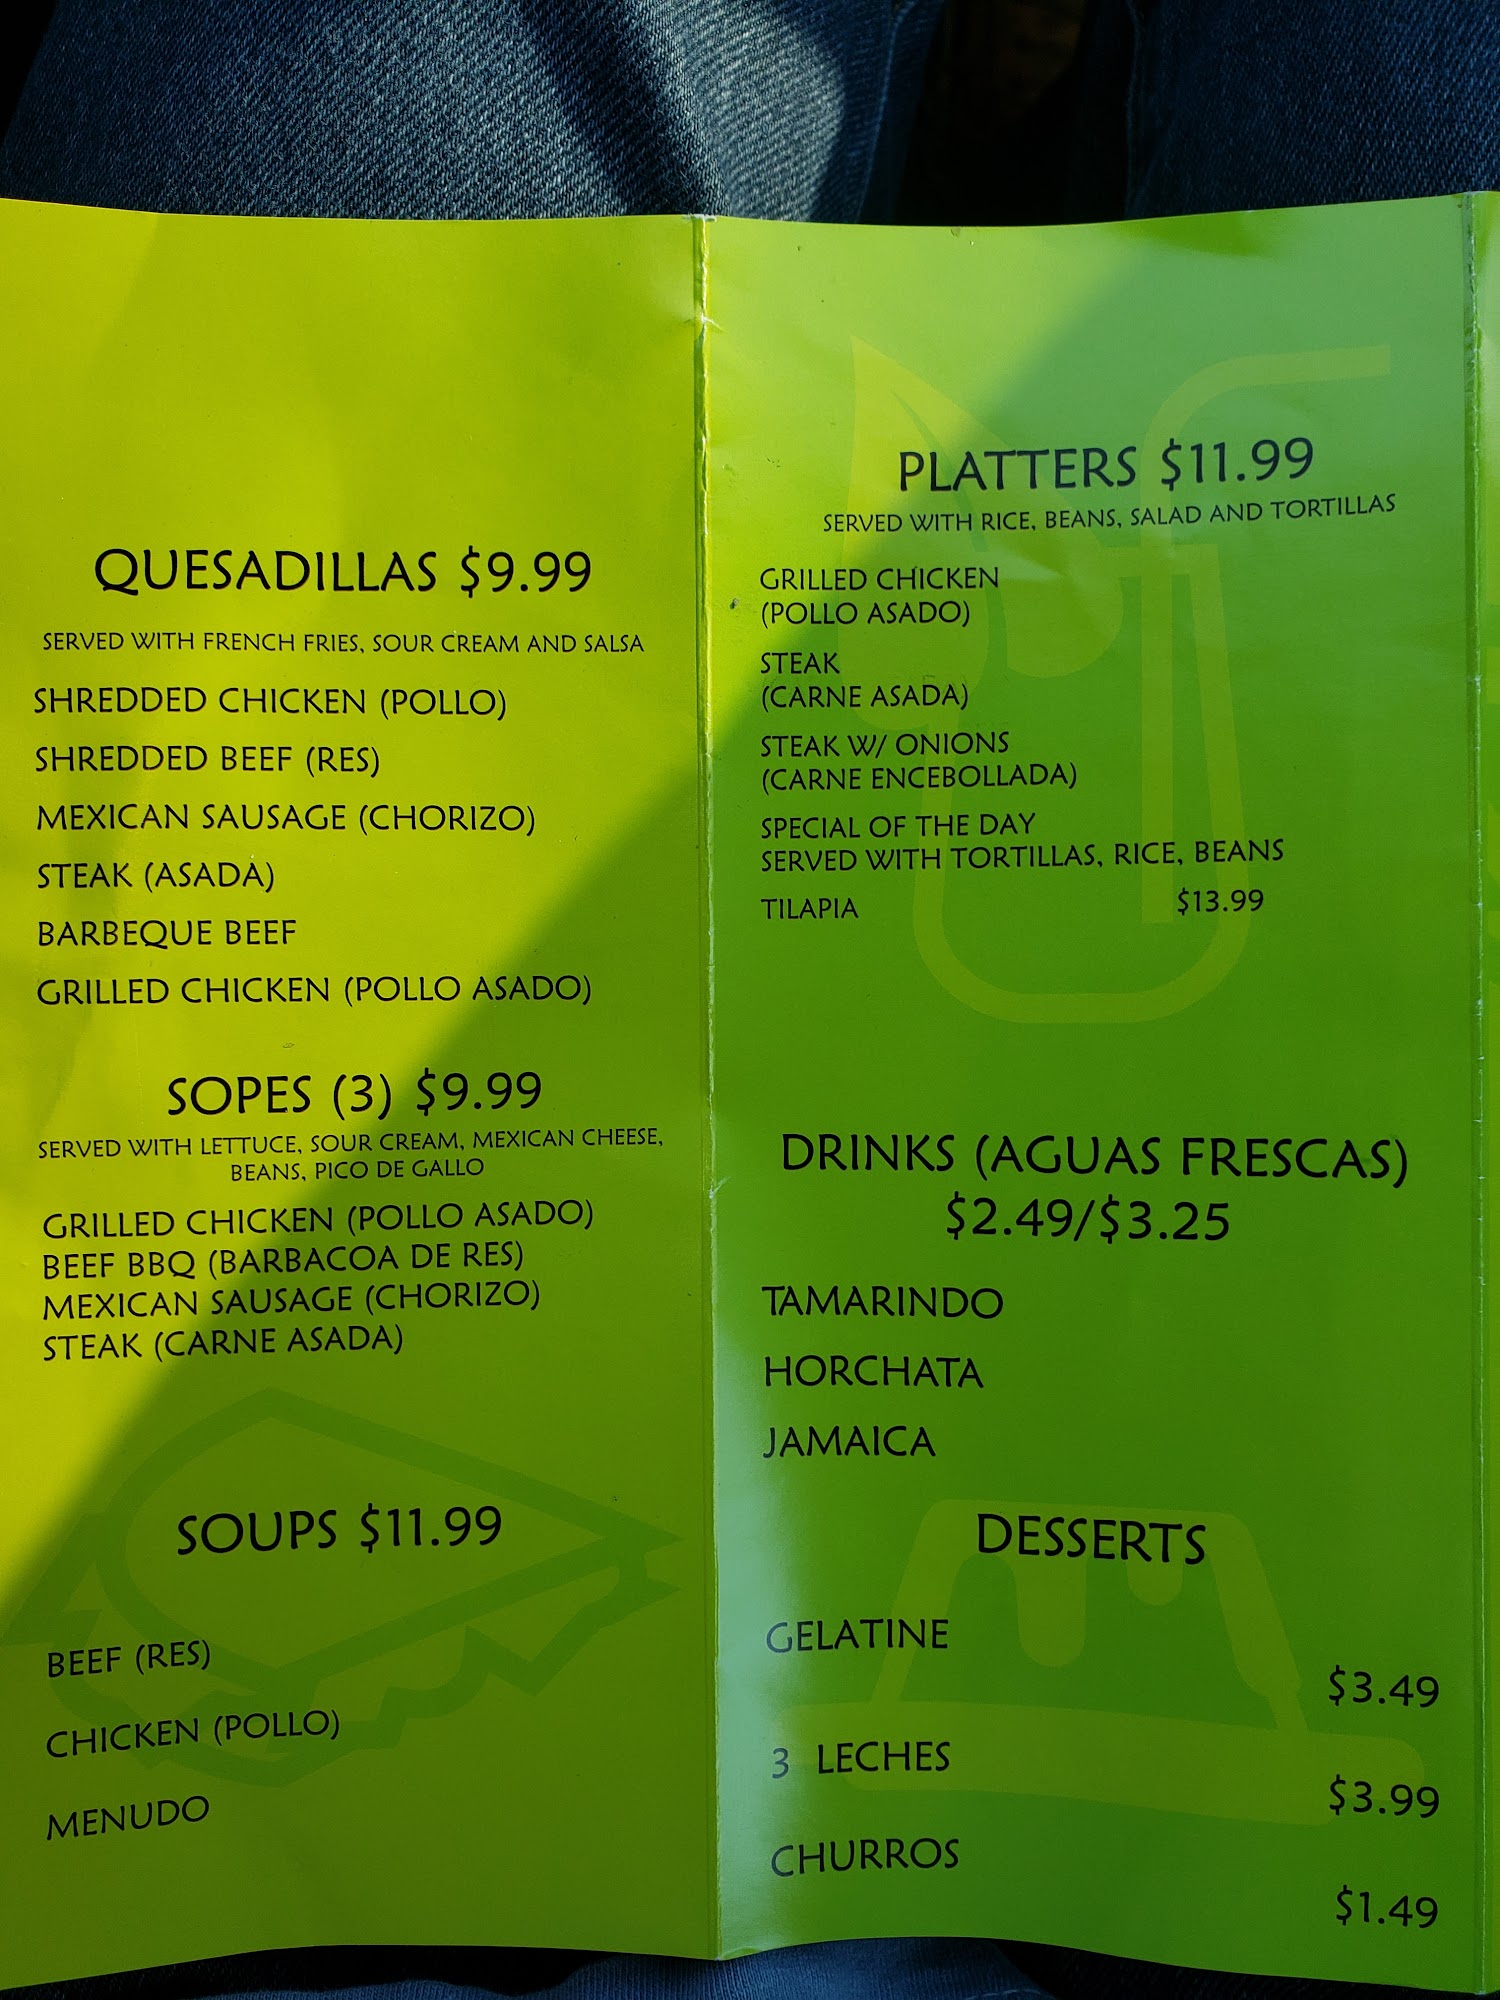 QUESADILLAS $9.99
SERVED WITH FRENCH FRIES, SOUR CREAM AND SALSA
SHREDDED CHICKEN (POLLO)
SHREDDED BEEF (RES)
MEXICAN SAUSAGE (CHORIZO)
STEAK (ASADA)
BARBEQUE BEEF
GRILLED CHICKEN (POLLO ASADO)
SOPES (3) $9.99
SERVED WITH LETTUCE, SOUR CREAM, MEXICAN CHEESE,
BEANS, PICO DE GALLO
GRILLED CHICKEN (POLLO ASADO)
BEEF BBQ (BARBACOA DE RES)
MEXICAN SAUSAGE (CHORIZO)
STEAK (CARNE ASADA)
SOUPS $11.99
BEEF (RES)
CHICKEN (POLLO)
MENUDO
PLATTERS $11.99
SERVED WITH RICE, BEANS, SALAD AND TORTILLAS
GRILLED CHICKEN
(POLLO ASADO)
STEAK
(CARNE ASADA)
STEAK W/ ONIONS
(CARNE ENCEBOLLADA)
SPECIAL OF THE DAY
SERVED WITH TORTILLAS, RICE, BEANS
TILAPIA $13.99
DRINKS (AGUAS FRESCAS)
$2.49/$3.25
TAMARINDO
HORCHATA
JAMAICA
DESSERTS
GELATINE
$3.49
3 LECHES
$3.99
CHURROS
$1.49